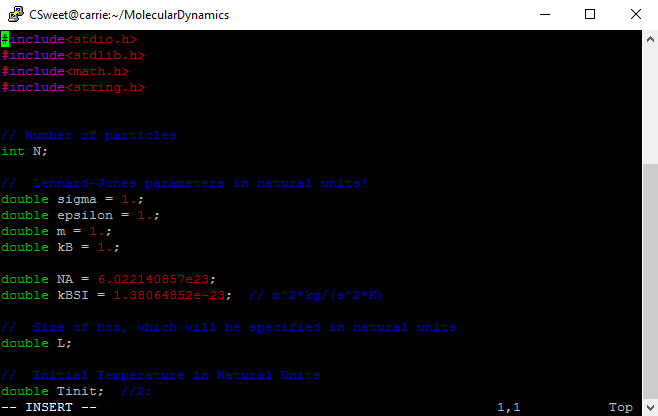 CSweet@carrie:~/MolecularDynamics
#include<stdio.h>
#include<stdlib.h>
#include<math.h>
#include<string.h>
// Number of particles
int N;
//  Lennard-Jones parameters in natural units!
double sigma = 1.;
double epsilon = 1.;
double m = 1.;
double kB = 1.;
double NA = 6.022140857e23;
double kBSI = 1.38064852e-23;  // m^2*kg/(s^2*K)
//  Size of box, which will be specified in natural units
double L;
//  Initial Temperature in Natural Units
double Tinit;  //2;
-- INSERT --                                                  1,1           Top